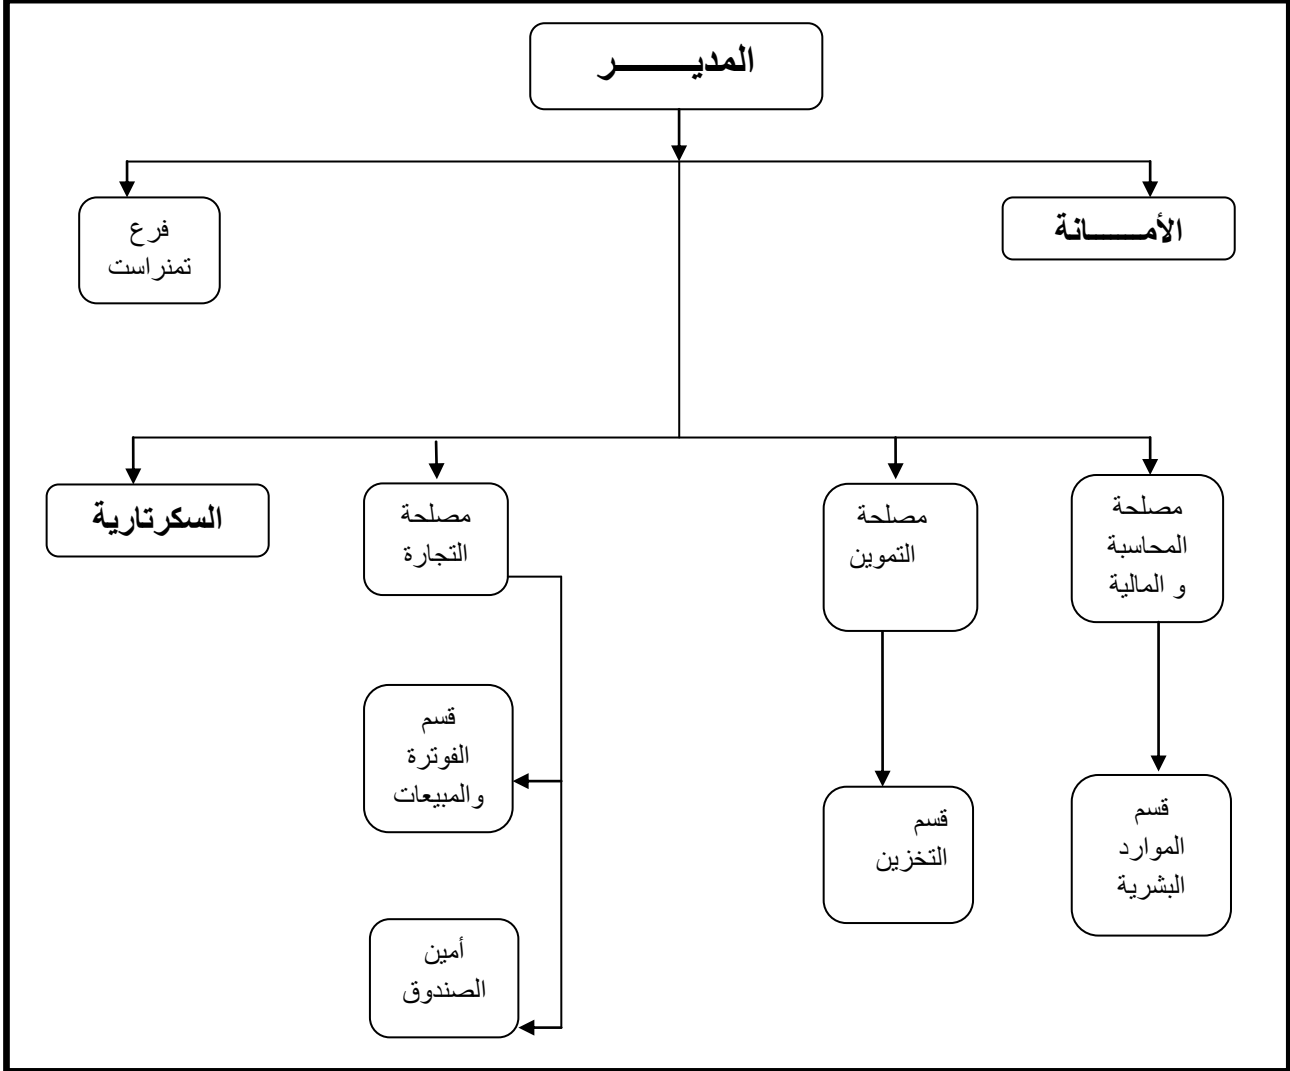 المديـــــــر
الأمـــــانة
فرع
تمنراست
مصلحة
المحاسبة
و المالية
مصلحة
التموين
مصلحة
التجارة
السكرتارية
قسم
الموارد
البشرية
قسم
التخزين
قسم
الفوترة
والمبيعات
أمين
الصندوق